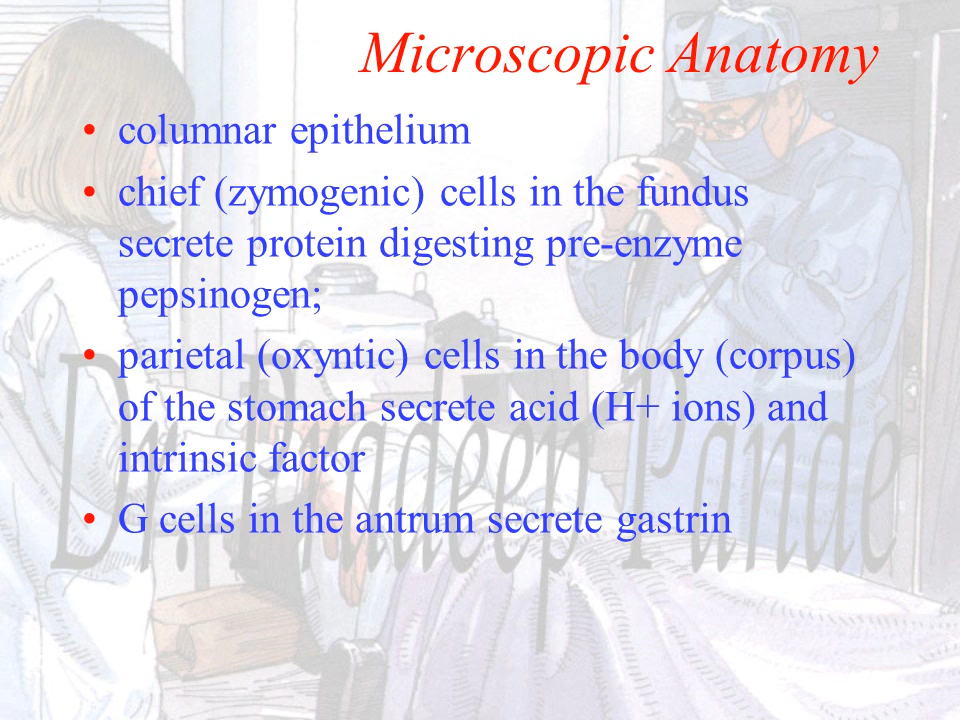 Microscopic Anatomy
• columnar epithelium
• chief (zymogenic) cells in the fundus
secrete protein digesting pre-enzyme
pepsinogen;
• parietal (oxyntic) cells in the body (corpus)
of the stomach secrete acid (H+ ions) and
intrinsic factor
• G cells in the antrum secrete gastrin
Dr. Pradeep Pande